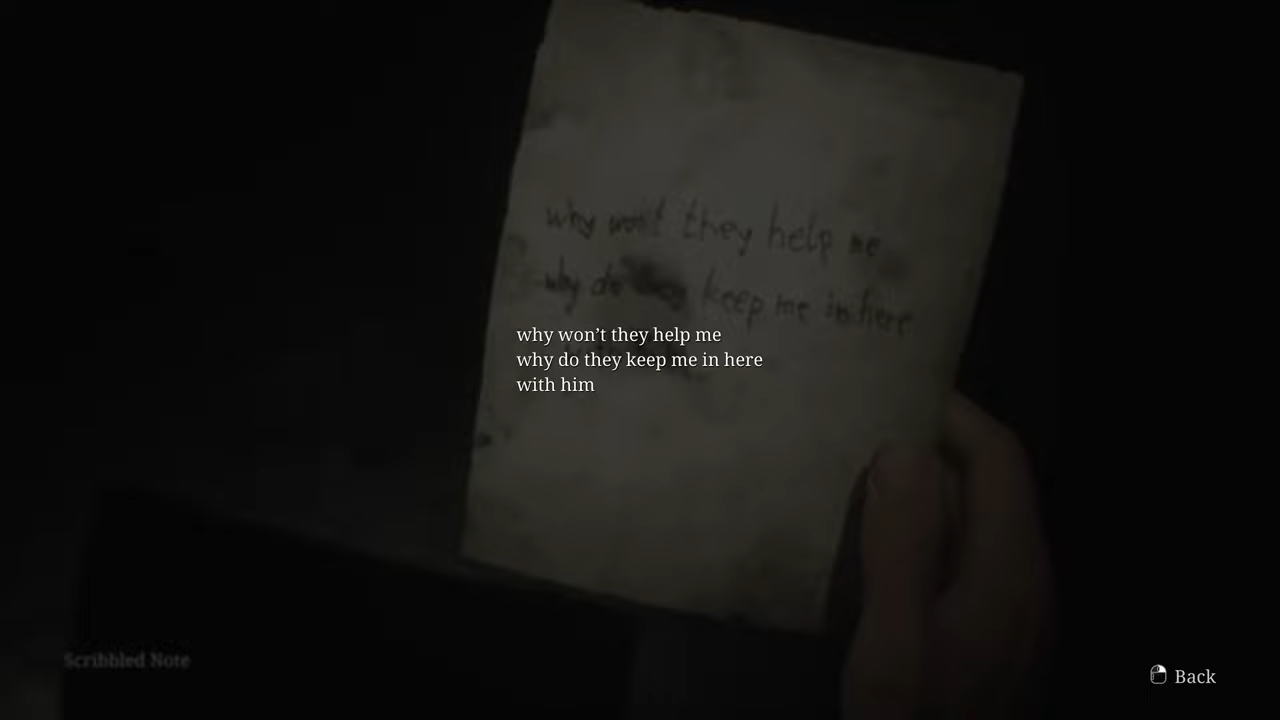 why won't they help me
why do they keep me in here
why won’t they help me
why do they keep me in here
with him
Scribbled Note
Back